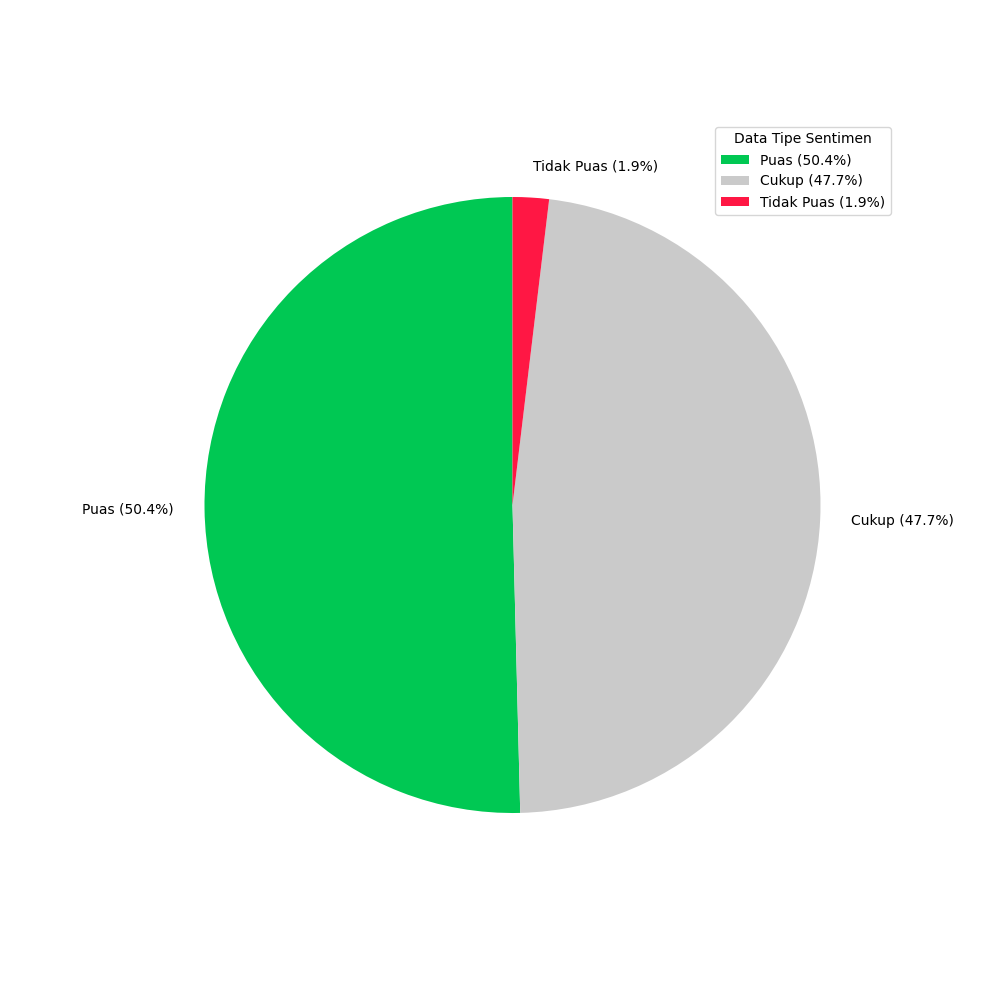 Data Tipe Sentimen
Puas (50.4%)
Cukup (47.7%)
Tidak Puas (1.9%)
Tidak Puas (1.9%)
Puas (50.4%)
Cukup (47.7%)